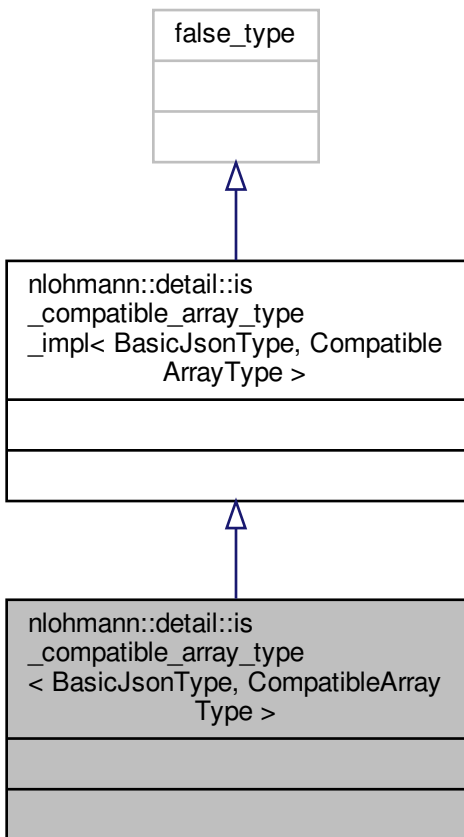 false_type
nlohmann::detail::is
_compatible_array_type
_impl< BasicJsonType, Compatible
ArrayType >
nlohmann::detail::is
_compatible_array_type
< BasicJsonType, CompatibleArray
Type >